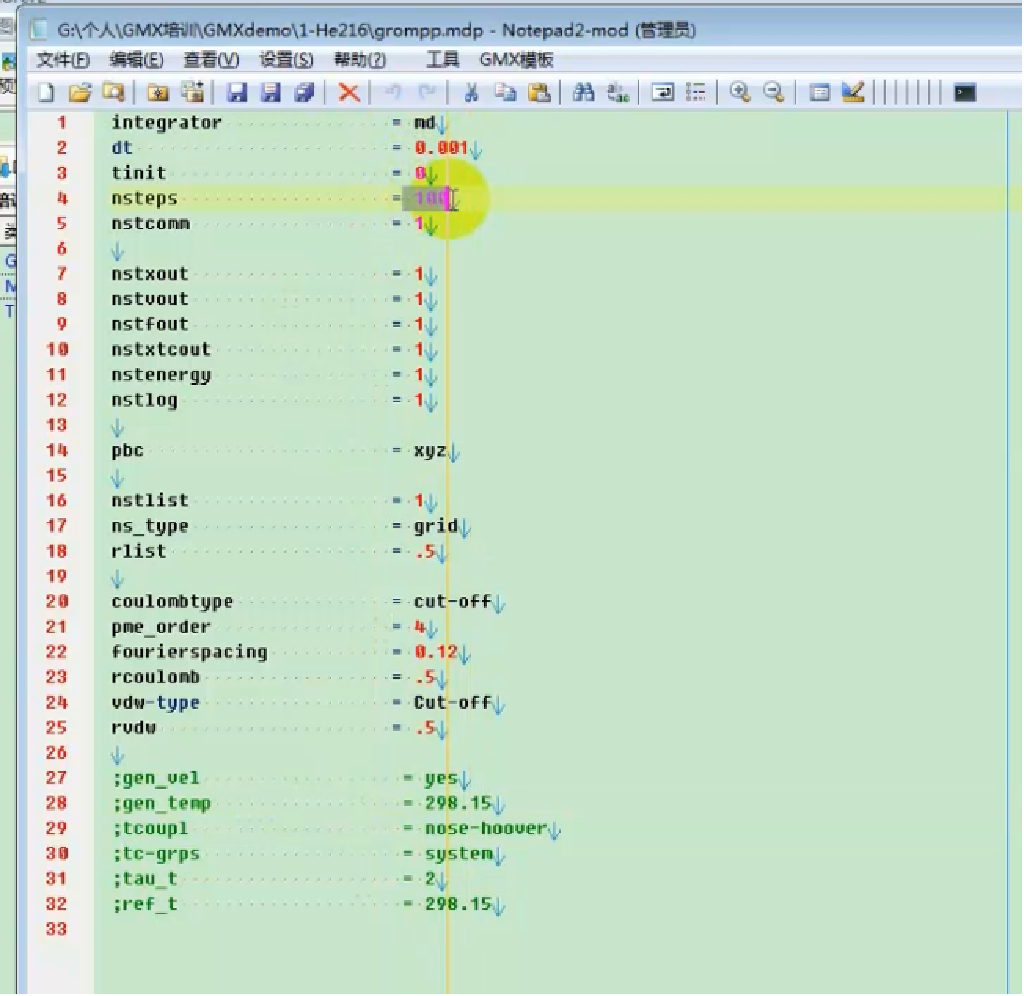 G:\个人\GMX培训\GMXdemo\1-He216\grompp.mdp - Notepad2-mod (管理员)
文件(F) 编辑(E) 查看(V) 设置(S) 帮助(?) 工具 GMX模板
1 integrator = md
2 dt = 0.001
3 tinit = 0
4 nsteps = 100
5 nstcomm = 1
6
7 nstxout = 1
8 nstvout = 1
9 nstfout = 1
10 nstxtcout = 1
11 nstenergy = 1
12 nstlog = 1
13
14 pbc = xyz
15
16 nstlist = 1
17 ns_type = grid
18 rlist = .5
19
20 coulombtype = cut-off
21 pme_order = 4
22 fourierspacing = 0.12
23 rcoulomb = .5
24 vdw-type = Cut-off
25 rvdw = .5
26
27 ;gen_vel = yes
28 ;gen_temp = 298.15
29 ;tcoupl = nose-hoover
30 ;tc-grps = system
31 ;tau_t = 2
32 ;ref_t = 298.15
33